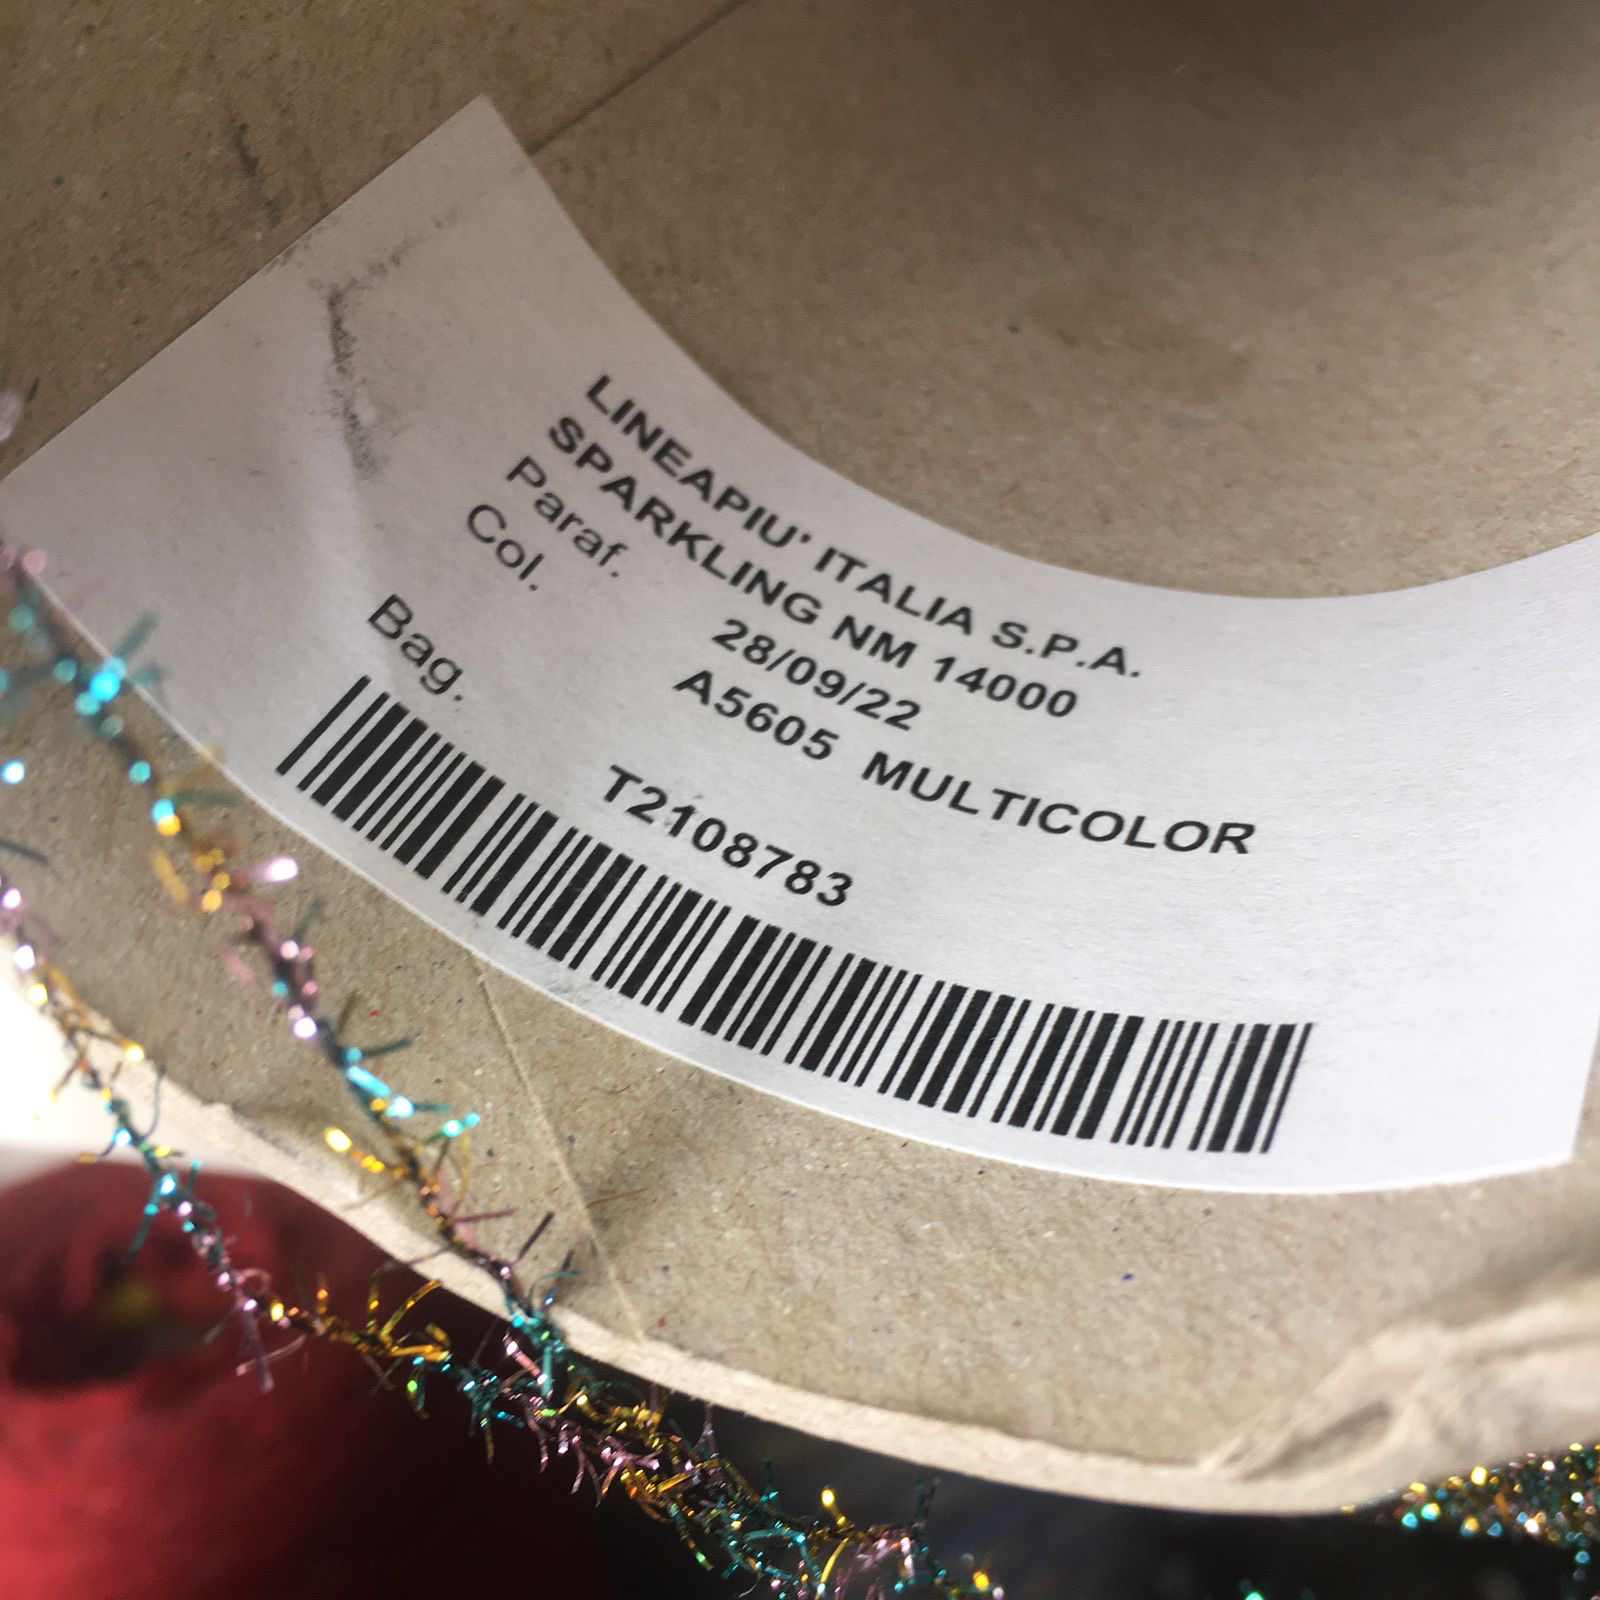 LINEAPIU' ITALIA S.P.A.
SPARKLING NM 14000
Paraf. 28/09/22
Col. A5605 MULTICOLOR
Bag. T2108783